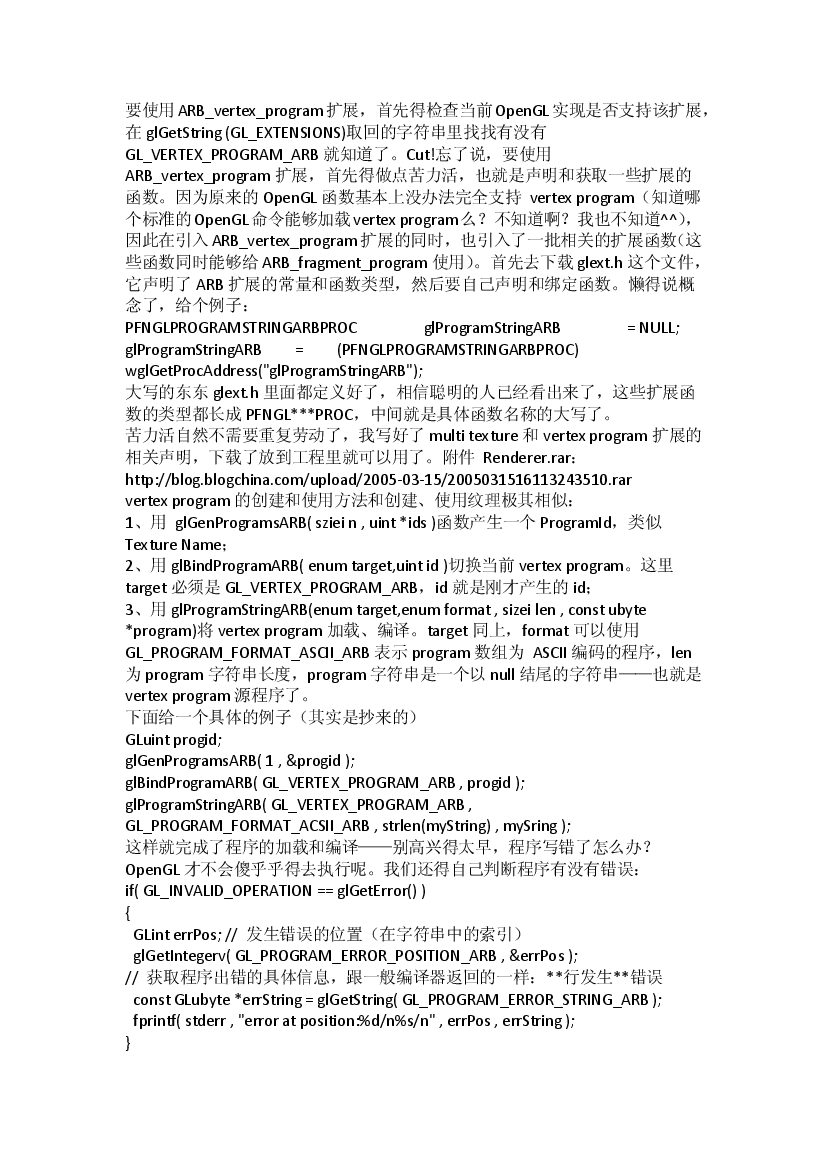 要使用 ARB_vertex_program 扩展，首先得检查当前 OpenGL 实现是否支持该扩展，
在 glGetString (GL_EXTENSIONS)取回的字符串里找找有没有
GL_VERTEX_PROGRAM_ARB 就知道了。Cut!忘了说，要使用
ARB_vertex_program 扩展，首先得做点苦力活，也就是声明和获取一些扩展的
函数。因为原来的 OpenGL 函数基本上没办法完全支持 vertex program（知道哪
个标准的 OpenGL 命令能够加载 vertex program 么？不知道啊？我也不知道^^），
因此在引入 ARB_vertex_program 扩展的同时，也引入了一批相关的扩展函数（这
些函数同时能够给 ARB_fragment_program 使用）。首先去下载 glext.h 这个文件，
它声明了 ARB 扩展的常量和函数类型，然后要自己声明和绑定函数。懒得说概
念了，给个例子：
PFNGLPROGRAMSTRINGARBPROC glProgramStringARB = NULL;
glProgramStringARB = (PFNGLPROGRAMSTRINGARBPROC)
wglGetProcAddress("glProgramStringARB");
大写的东东 glext.h 里面都定义好了，相信聪明的人已经看出来了，这些扩展函
数的类型都长成 PFNGL***PROC，中间就是具体函数名称的大写了。
苦力活自然不需要重复劳动了，我写好了 multi texture 和 vertex program 扩展的
相关声明，下载了放到工程里就可以用了。附件 Renderer.rar：
http://blog.blogchina.com/upload/2005-03-15/2005031516113243510.rar
vertex program 的创建和使用方法和创建、使用纹理极其相似：
1、用 glGenProgramsARB( sziei n , uint *ids )函数产生一个 ProgramId，类似
Texture Name；
2、用 glBindProgramARB( enum target,uint id )切换当前 vertex program。这里
target 必须是 GL_VERTEX_PROGRAM_ARB，id 就是刚才产生的 id；
3、用 glProgramStringARB(enum target,enum format , sizei len , const ubyte
*program)将 vertex program 加载、编译。target 同上，format 可以使用
GL_PROGRAM_FORMAT_ASCII_ARB 表示 program 数组为 ASCII 编码的程序，len
为 program 字符串长度，program 字符串是一个以 null 结尾的字符串——也就是
vertex program 源程序了。
下面给一个具体的例子（其实是抄来的）
GLuint progid;
glGenProgramsARB( 1 , &progid );
glBindProgramARB( GL_VERTEX_PROGRAM_ARB , progid );
glProgramStringARB( GL_VERTEX_PROGRAM_ARB ,
GL_PROGRAM_FORMAT_ACSII_ARB , strlen(myString) , mySring );
这样就完成了程序的加载和编译——别高兴得太早，程序写错了怎么办？
OpenGL 才不会傻乎乎得去执行呢。我们还得自己判断程序有没有错误：
if( GL_INVALID_OPERATION == glGetError() )
{
GLint errPos; // 发生错误的位置（在字符串中的索引）
glGetIntegerv( GL_PROGRAM_ERROR_POSITION_ARB , &errPos );
// 获取程序出错的具体信息，跟一般编译器返回的一样：**行发生**错误
const GLubyte *errString = glGetString( GL_PROGRAM_ERROR_STRING_ARB );
fprintf( stderr , "error at position:%d/n%s/n" , errPos , errString );
}